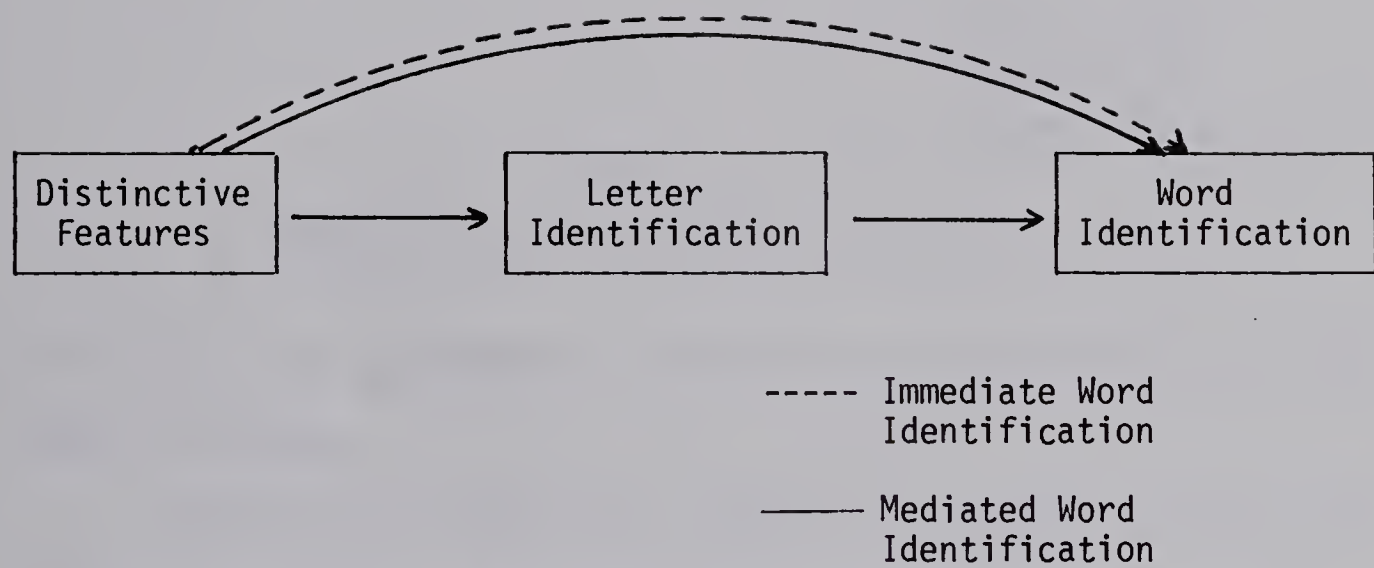 Distinctive
Features
Letter
Identification
Word
Identification
Immediate Word
Identification
Mediated Word
Identification